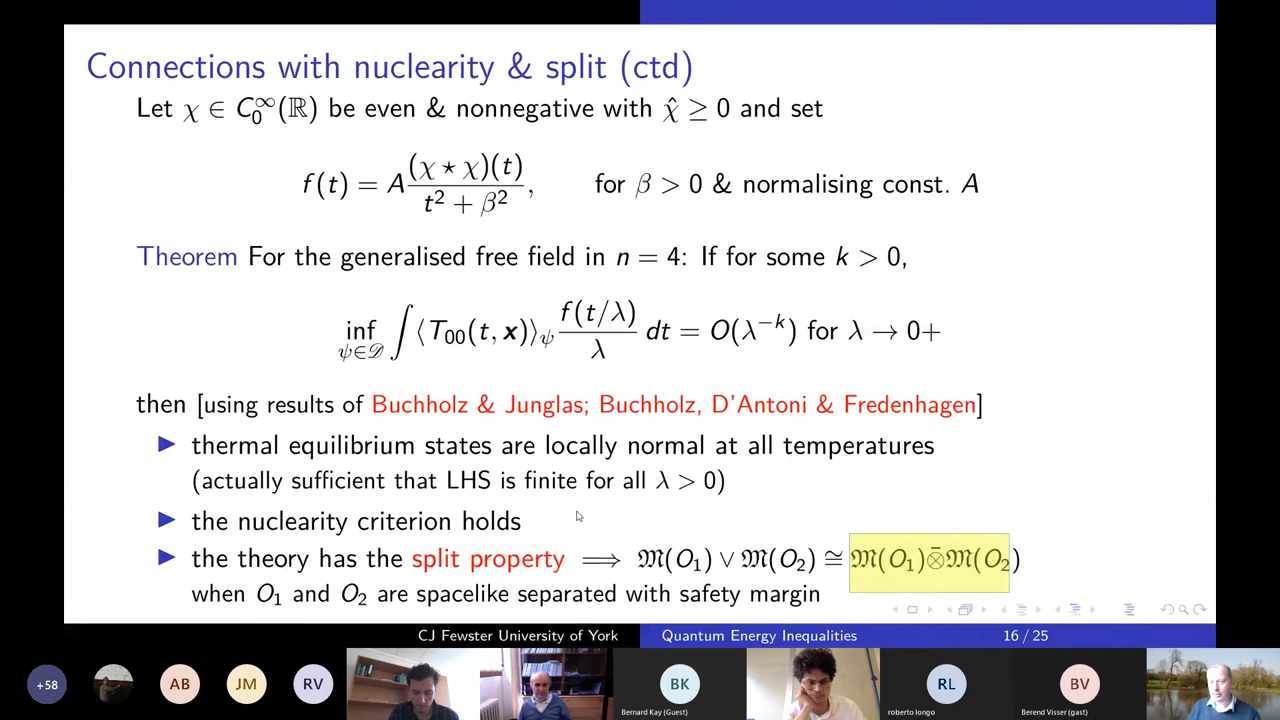 Connections with nuclearity & split (ctd)
Let χ ∈ C₀^∞(ℝ) be even & nonnegative with χ̂ ≥ 0 and set
f(t) = A (χ ⋆ χ)(t) / (t² + β²), for β > 0 & normalising const. A
Theorem For the generalised free field in n = 4: If for some k > 0,
inf_{ψ∈𝒟} ∫ ⟨T₀₀(t, x)⟩_ψ f(t/λ)/λ dt = O(λ^{−k}) for λ → 0+
then [using results of Buchholz & Junglas; Buchholz, D'Antoni & Fredenhagen]
▶ thermal equilibrium states are locally normal at all temperatures
(actually sufficient that LHS is finite for all λ > 0)
▶ the nuclearity criterion holds
▶ the theory has the split property ⟹ 𝔐(O₁) ∨ 𝔐(O₂) ≅ 𝔐(O₁)⊗̄𝔐(O₂)
when O₁ and O₂ are spacelike separated with safety margin
CJ Fewster University of York Quantum Energy Inequalities 16 / 25
+58 AB JM RV BK RL BV
Bernard Kay (Guest) roberto longo Berend Visser (gast)